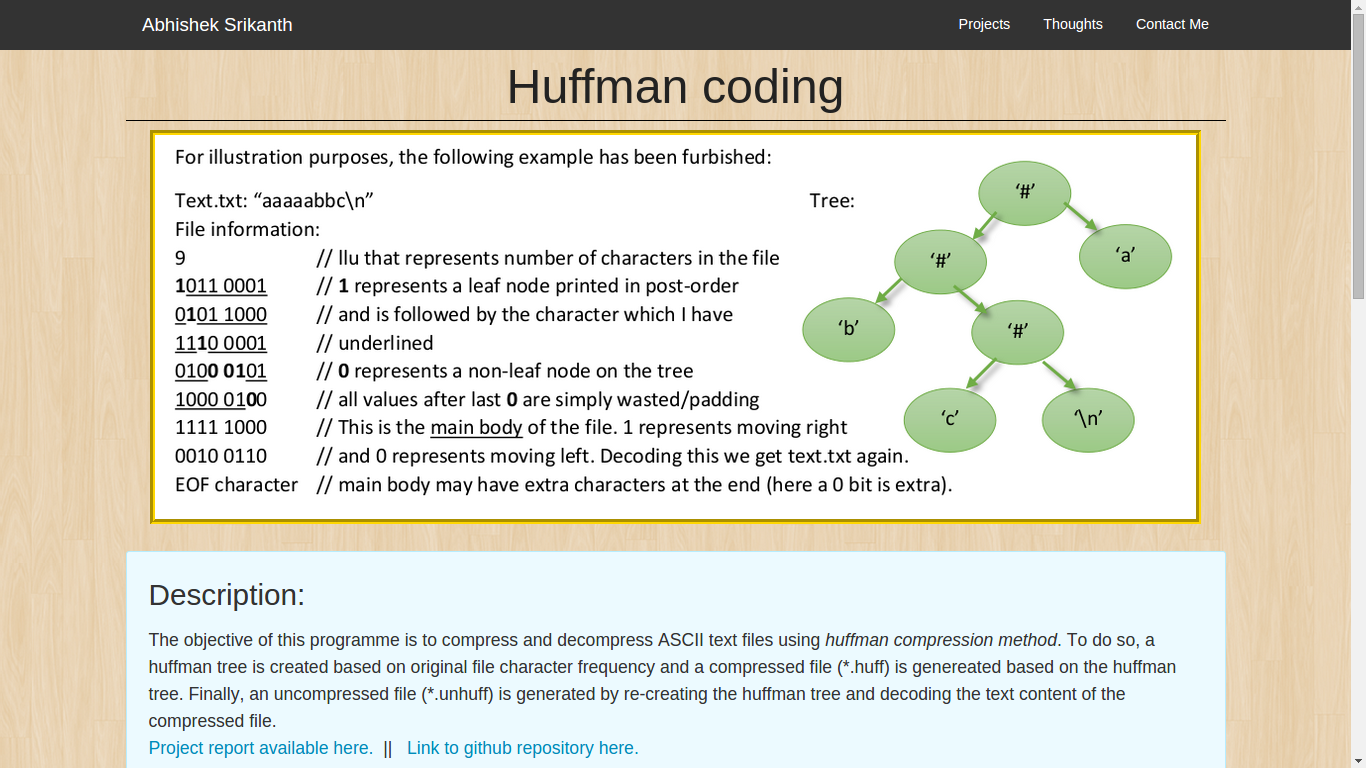 Abhishek Srikanth
Projects
Thoughts
Contact Me
Huffman coding
For illustration purposes, the following example has been furbished:
Text.txt: “aaaaabbc\n”
File information:
9 // llu that represents number of characters in the file
1011 0001 // 1 represents a leaf node printed in post-order
0101 1000 // and is followed by the character which I have
1110 0001 // underlined
0100 0101 // 0 represents a non-leaf node on the tree
1000 0100 // all values after last 0 are simply wasted/padding
1111 1000 // This is the main body of the file. 1 represents moving right
0010 0110 // and 0 represents moving left. Decoding this we get text.txt again.
EOF character // main body may have extra characters at the end (here a 0 bit is extra).
Tree:
‘#’
‘#’
‘a’
‘b’
‘#’
‘c’
‘\n’
Description:
The objective of this programme is to compress and decompress ASCII text files using huffman compression method. To do so, a
huffman tree is created based on original file character frequency and a compressed file (*.huff) is genereated based on the huffman
tree. Finally, an uncompressed file (*.unhuff) is generated by re-creating the huffman tree and decoding the text content of the
compressed file.
Project report available here. || Link to github repository here.